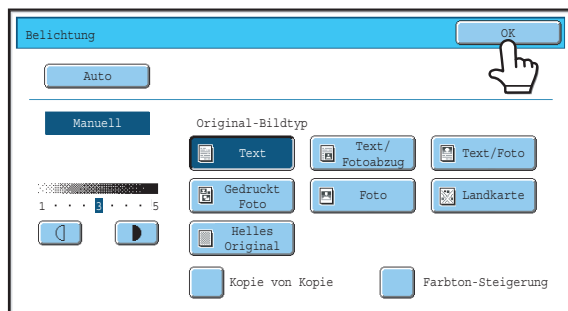 Belichtung
OK
Auto
Manuell
Original-Bildtyp
Text
Text/
Fotoabzug
Text/Foto
Gedruckt
Foto
Foto
Landkarte
Helles
Original
1 · · · 3 · · · 5
Kopie von Kopie
Farbton-Steigerung